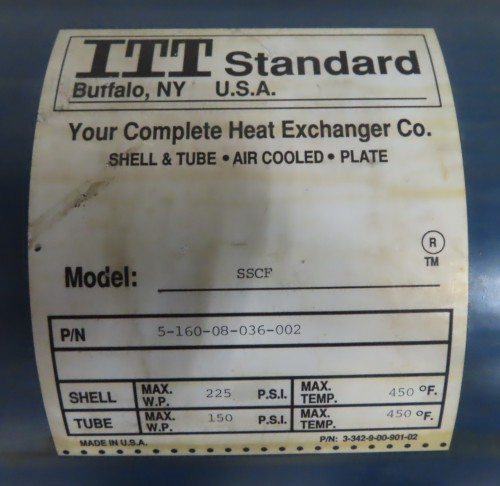 ITT Standard
Buffalo, NY U.S.A.
Your Complete Heat Exchanger Co.
SHELL & TUBE • AIR COOLED • PLATE
®
TM
Model: SSCF
P/N 5-160-08-036-002
SHELL MAX. W.P. 225 P.S.I. MAX. TEMP. 450 °F.
TUBE MAX. W.P. 150 P.S.I. MAX. TEMP. 450 °F.
MADE IN U.S.A. P/N: 3-342-9-00-901-02